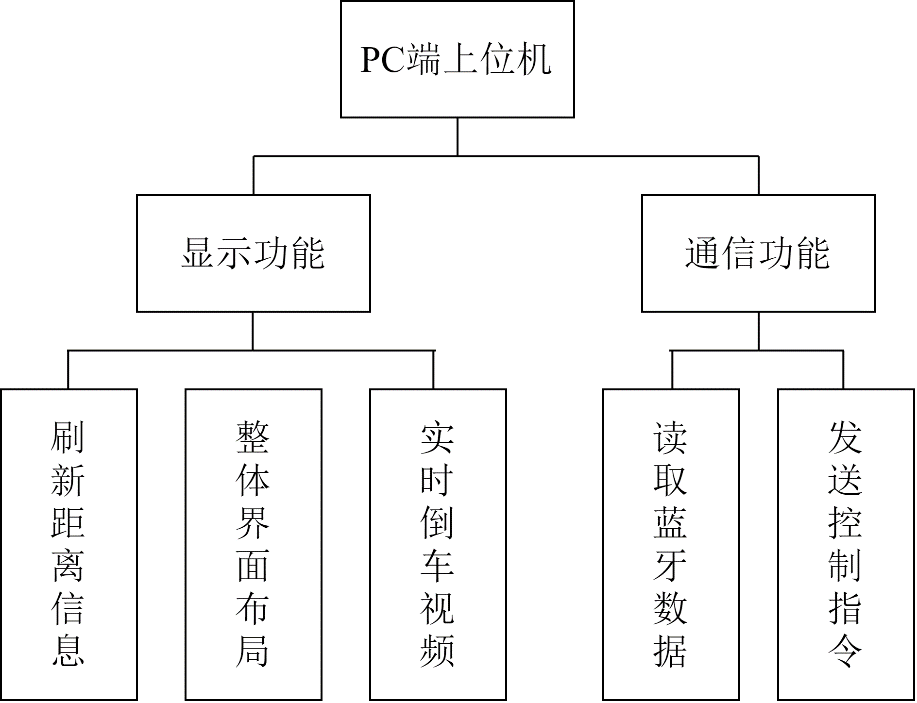 PC端上位机
显示功能
通信功能
刷新距离信息
整体界面布局
实时倒车视频
读取蓝牙数据
发送控制指令